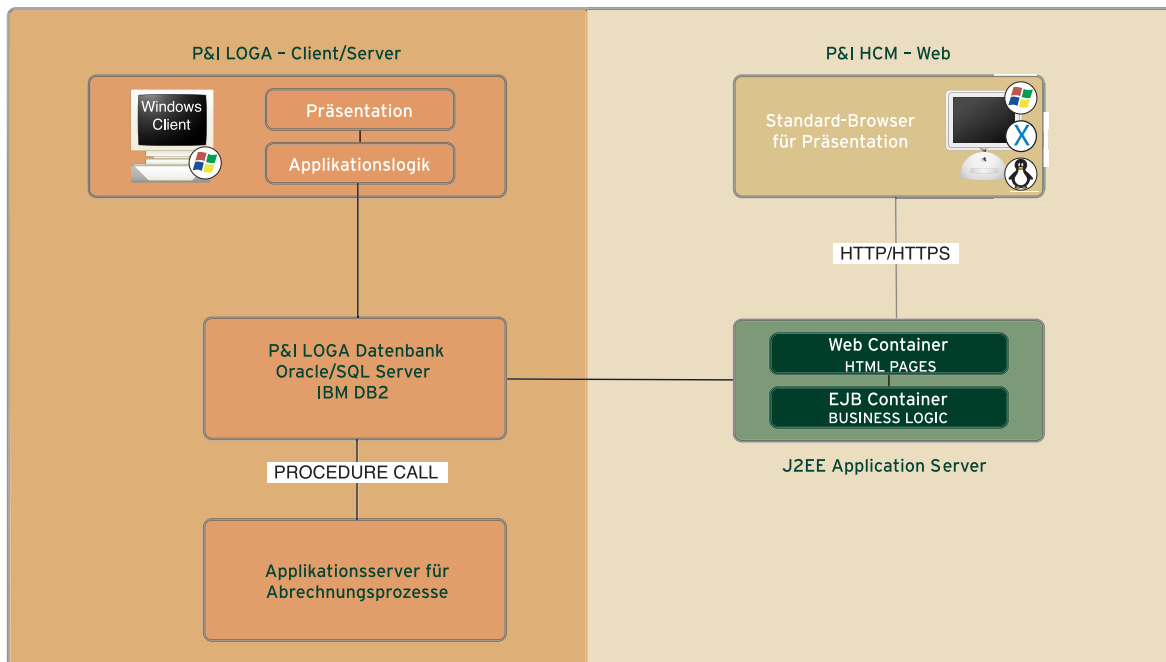 P&I LOGA – Client/Server
Windows
Client
Präsentation
Applikationslogik
P&I LOGA Datenbank
Oracle/SQL Server
IBM DB2
PROCEDURE CALL
Applikationsserver für
Abrechnungsprozesse
P&I HCM – Web
Standard-Browser
für Präsentation
X
HTTP/HTTPS
Web Container
HTML PAGES
EJB Container
BUSINESS LOGIC
J2EE Application Server